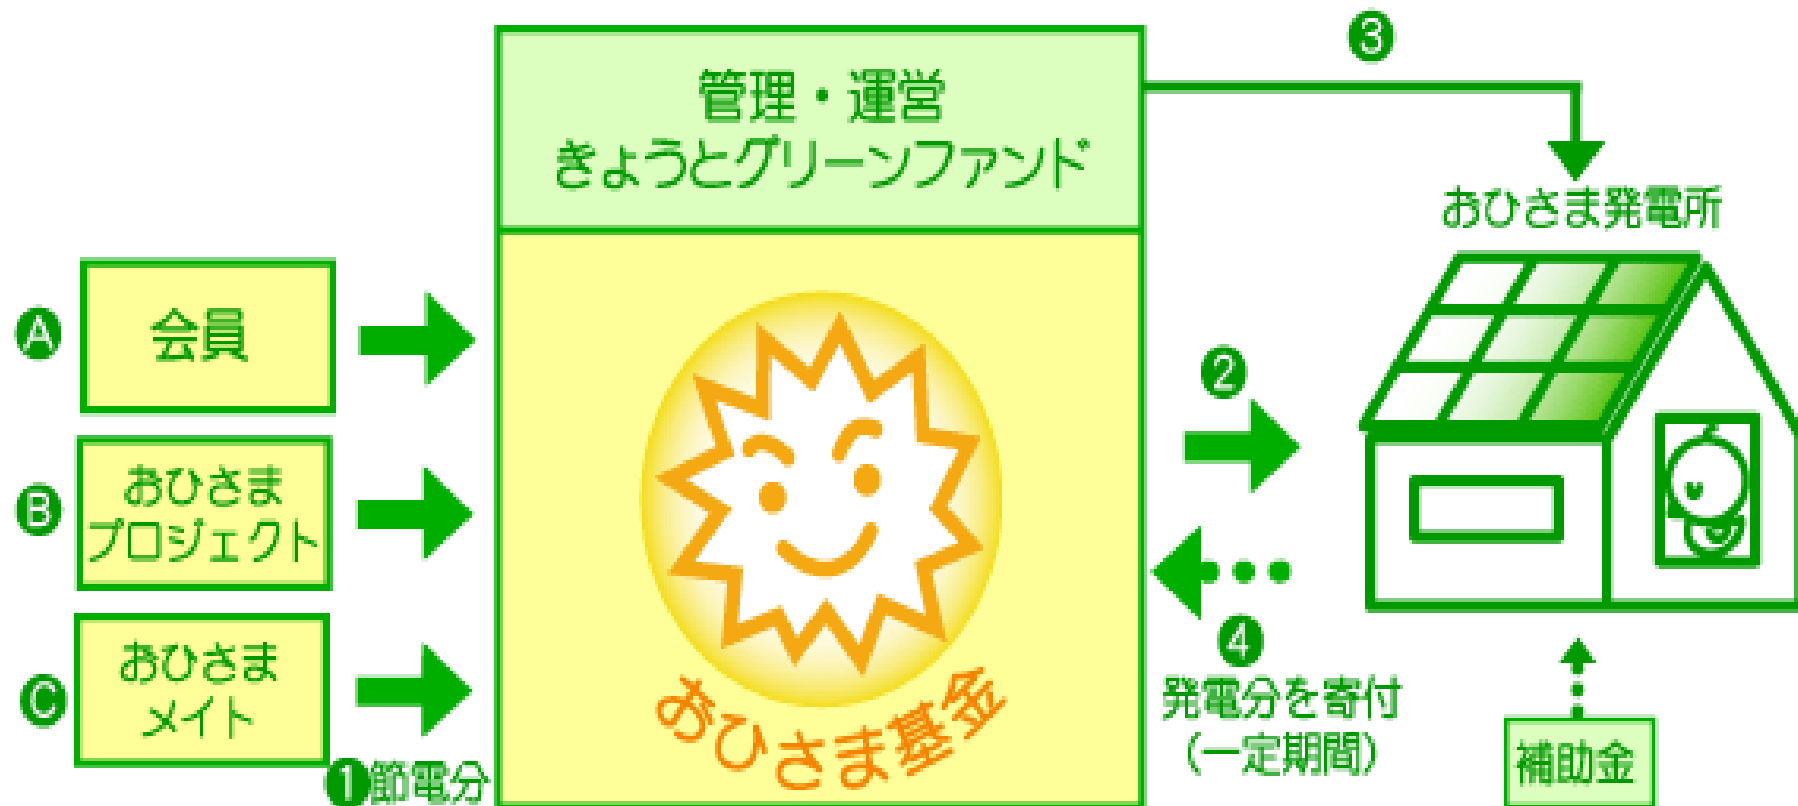 管理・運営
きょうとグリーンファンド
❸
おひさま発電所
Ⓐ
会員
❷
Ⓑ
おひさま
プロジェクト
Ⓒ
おひさま
メイト
❶節電分
おひさま基金
❹
発電分を寄付
(一定期間)
補助金